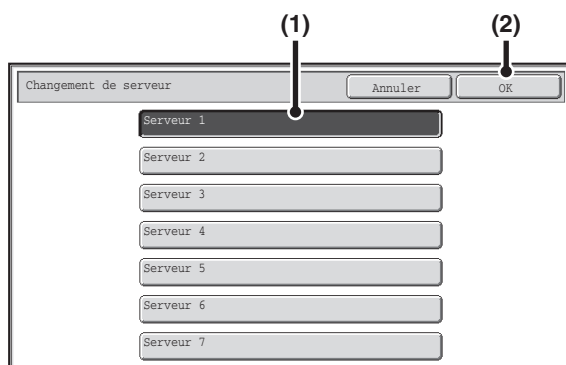 (1) (2)
Changement de serveur Annuler OK
Serveur 1
Serveur 2
Serveur 3
Serveur 4
Serveur 5
Serveur 6
Serveur 7